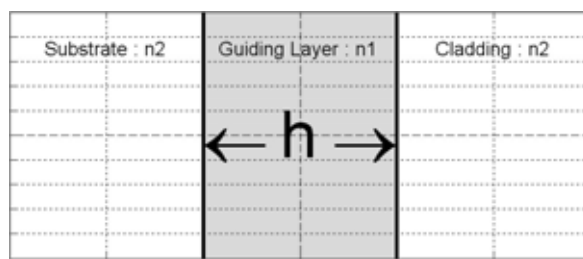 Substrate : n2 Guiding Layer : n1 Cladding : n2
h